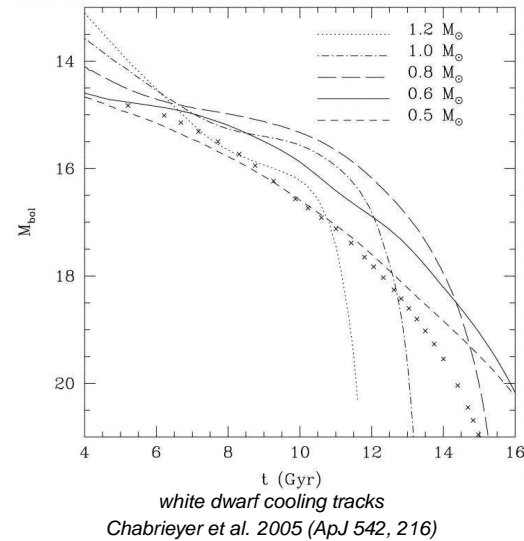 1.2 M☉
1.0 M☉
0.8 M☉
0.6 M☉
0.5 M☉
14
16
18
20
M_bol
4 6 8 10 12 14 16
t (Gyr)
white dwarf cooling tracks
Chabrieyer et al. 2005 (ApJ 542, 216)